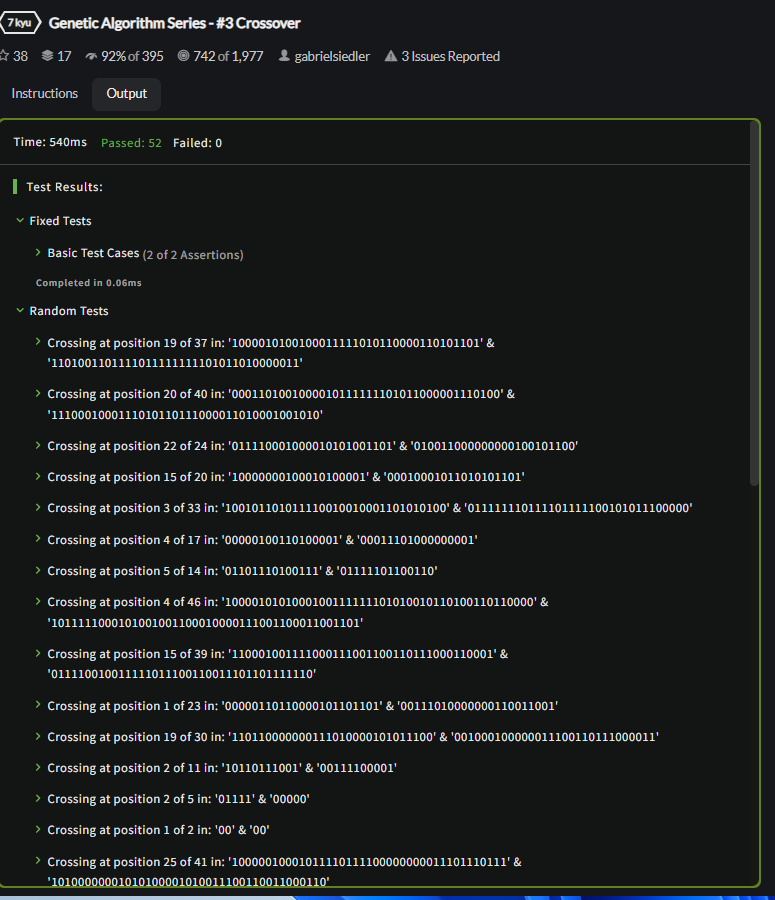 7 kyu Genetic Algorithm Series - #3 Crossover
38 17 92% of 395 742 of 1,977 gabrielsiedler 3 Issues Reported
Instructions Output
Time: 540ms Passed: 52 Failed: 0
Test Results:
Fixed Tests
Basic Test Cases (2 of 2 Assertions)
Completed in 0.06ms
Random Tests
Crossing at position 19 of 37 in: '1000010100100011111010110000110101101' &
'1101001101111011111111101011010000011'
Crossing at position 20 of 40 in: '0001101001000010111111101011000001110100' &
'1110001000111010110111000011010001001010'
Crossing at position 22 of 24 in: '011110001000010101001101' & '010011000000000100101100'
Crossing at position 15 of 20 in: '10000000100010100001' & '00010001011010101101'
Crossing at position 3 of 33 in: '100101101011110010010001101010100' & '011111110111101111100101011100000'
Crossing at position 4 of 17 in: '00000100110100001' & '00011101000000001'
Crossing at position 5 of 14 in: '01101110100111' & '01111101100110'
Crossing at position 4 of 46 in: '1000010101000100111111101010010110100110110000' &
'1011111000101001001100010000111001100011001101'
Crossing at position 15 of 39 in: '110001001111000111001100110111000110001' &
'011110010011111011100110011101101111110'
Crossing at position 1 of 23 in: '00000110110000101101101' & '00111010000000110011001'
Crossing at position 19 of 30 in: '110110000000111010000101011100' & '001000100000011100110111000011'
Crossing at position 2 of 11 in: '10110111001' & '00111100001'
Crossing at position 2 of 5 in: '01111' & '00000'
Crossing at position 1 of 2 in: '00' & '00'
Crossing at position 25 of 41 in: '10000010001011110111100000000011101110111' &
'10100000001010100001010011100110011000110'